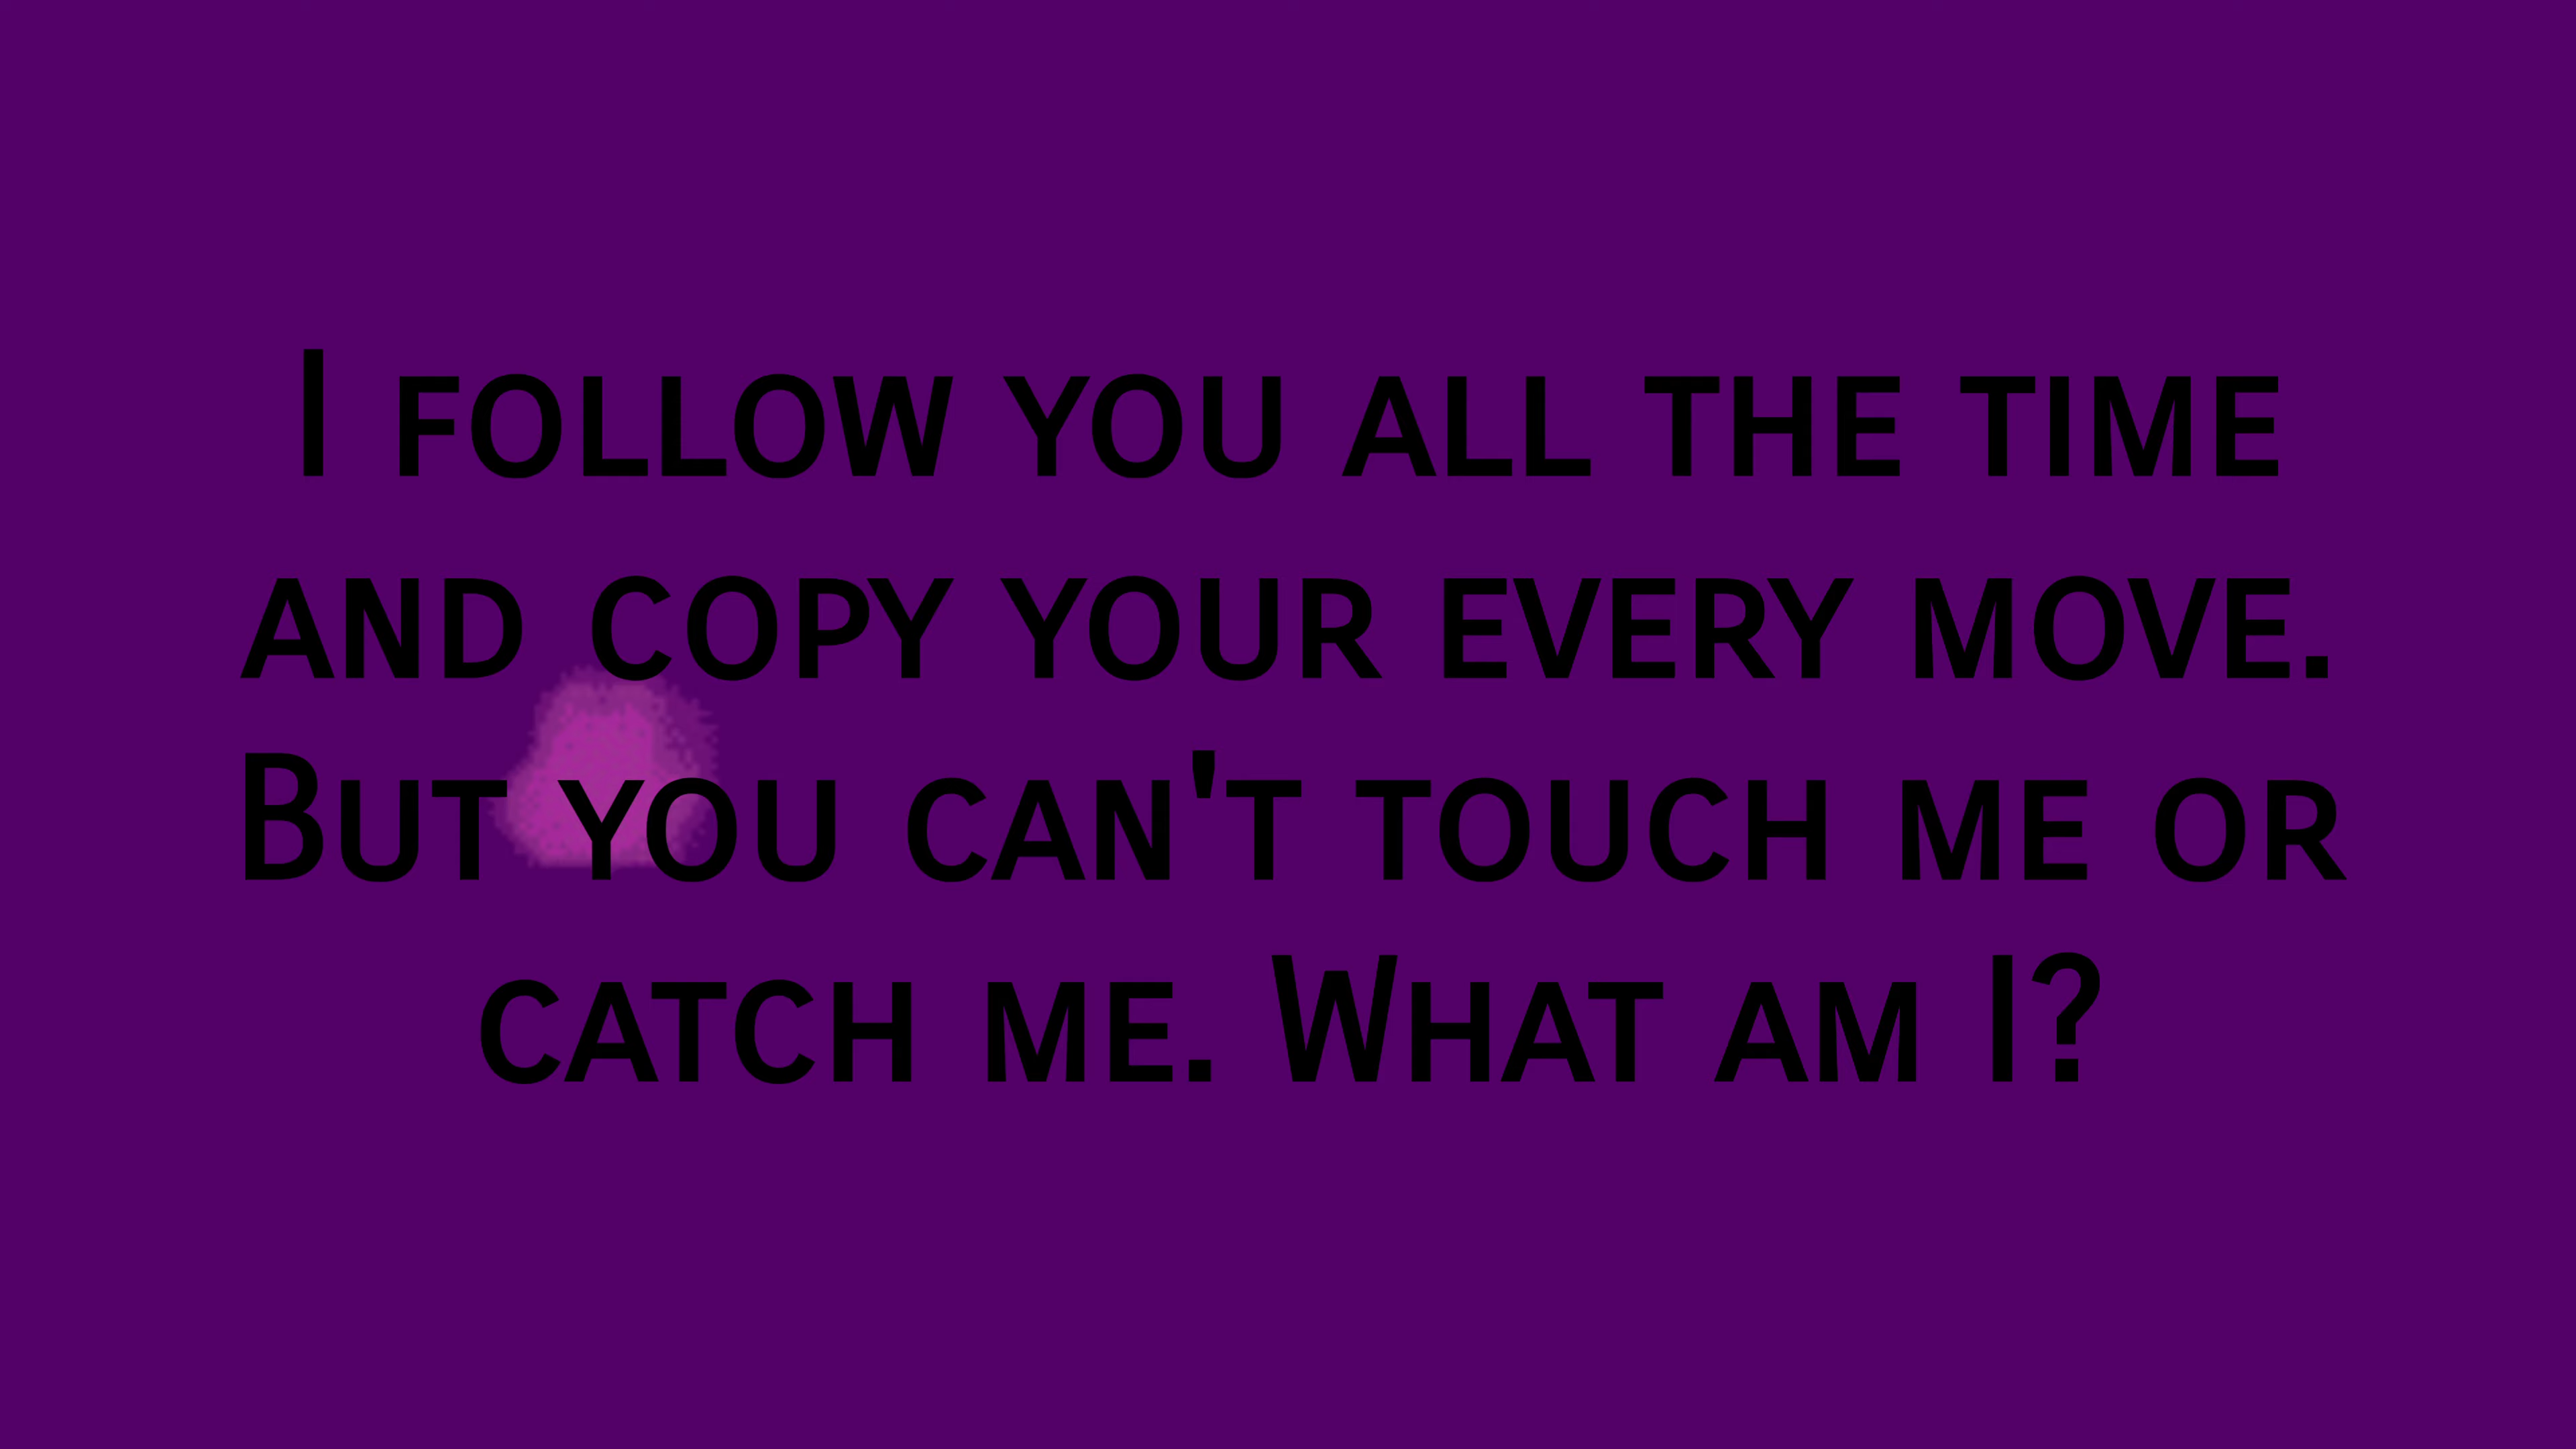 I follow you all the time
and copy your every move.
But you can't touch me or
catch me. What am I?